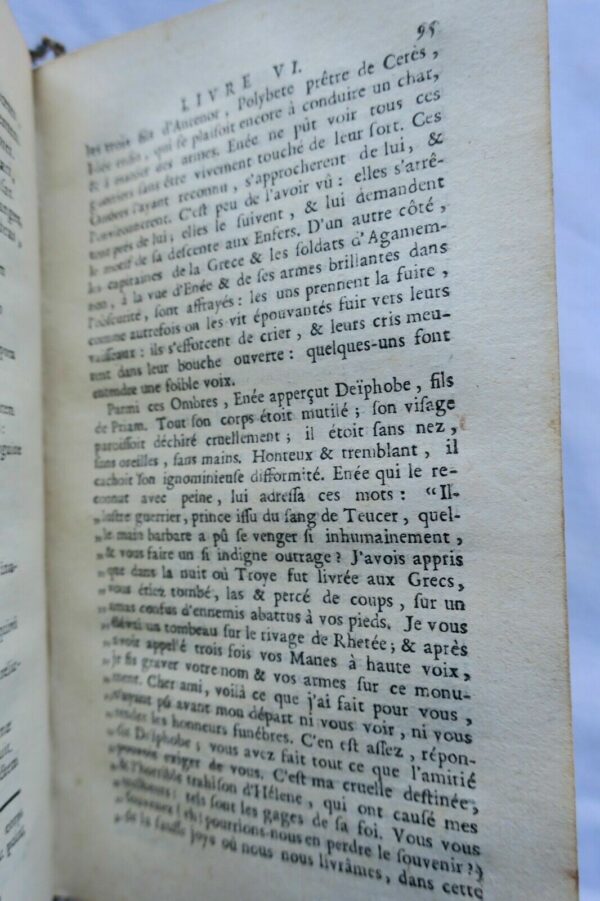 LIVRE VI. 95
les trois fils d'Antenor, Polybete prêtre de Cerès,
Idée enfin, qui se plaisoit encore à conduire un char,
& à manier des armes. Enée ne pût voir tous ces
guerriers sans être vivement touché de leur sort. Ces
Ombres l'ayant reconnu, s'approcherent de lui, &
l'environnerent. C'est peu de l'avoir vû : elles s'arrê-
tent près de lui, elles le suivent, & lui demandent
le motif de sa descente aux Enfers. D'un autre côté,
les capitaines de la Grece & les soldats d'Agamem-
non, à la vue d'Enée & de ses armes brillantes dans
l'obscurité, sont affrayés : les uns prennent la fuire,
comme autrefois on les vit épouvantés fuir vers leurs
vaisseaux : ils s'efforcent de crier, & leurs cris meu-
rent dans leur bouche ouverte : quelques-uns font
entendre une foible voix.
Parmi ces Ombres, Enée apperçut Deïphobe, fils
de Priam. Tout son corps étoit mutilé ; son visage
paroissoit déchiré cruellement ; il étoit sans nez,
sans oreilles, sans mains. Honteux & tremblant, il
cachoit son ignominiense difformité. Enée qui le re-
connut avec peine, lui adressa ces mots : “Il-
„lustre guerrier, prince issu du sang de Teucer, quel-
„le main barbare a pû se venger si inhumainement,
„& vous faire un si indigne outrage ? J'avois appris
„que dans la nuit où Troye fut livrée aux Grecs,
„vous étiez tombé, las & percé de coups, sur un
„amas confus d'ennemis abattus à vos pieds. Je vous
„élevai un tombeau sur le rivage de Rhetée ; & après
„avoir appellé trois fois vos Manes à haute voix,
„je fis graver votre nom & vos armes sur ce monu-
„ment. Cher ami, voilà ce que j'ai fait pour vous,
„n'ayant pû avant mon départ ni vous voir, ni vous
„rendre les honneurs funébres. C'en est assez, répon-
„dit Deïphobe ; vous avez fait tout ce que l'amitié
„pouvoit exiger de vous. C'est ma cruelle destinée,
„& l'horrible trahison d'Hélene, qui ont causé mes
„malheurs : tels sont les gages de sa foi. Vous vous
„souvenez (eh ! pourrions-nous en perdre le souvenir ?)
„de la fausse joye où nous nous livrâmes, dans cette